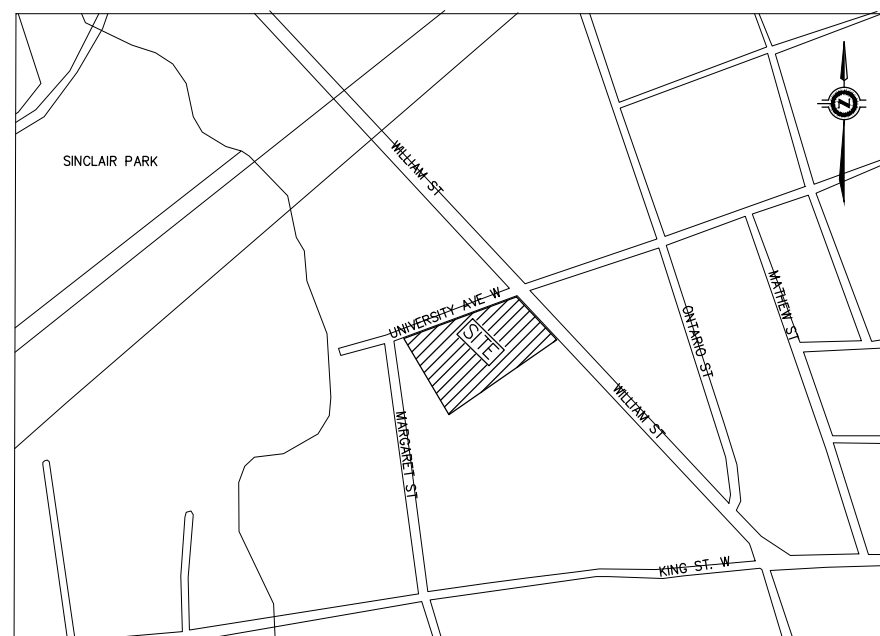 WILLIAM ST
SINCLAIR PARK
N
UNIVERSITY AVE W
SITE
MATHEW ST
ONTARIO ST
WILLIAM ST
MARGARET ST
KING ST. W